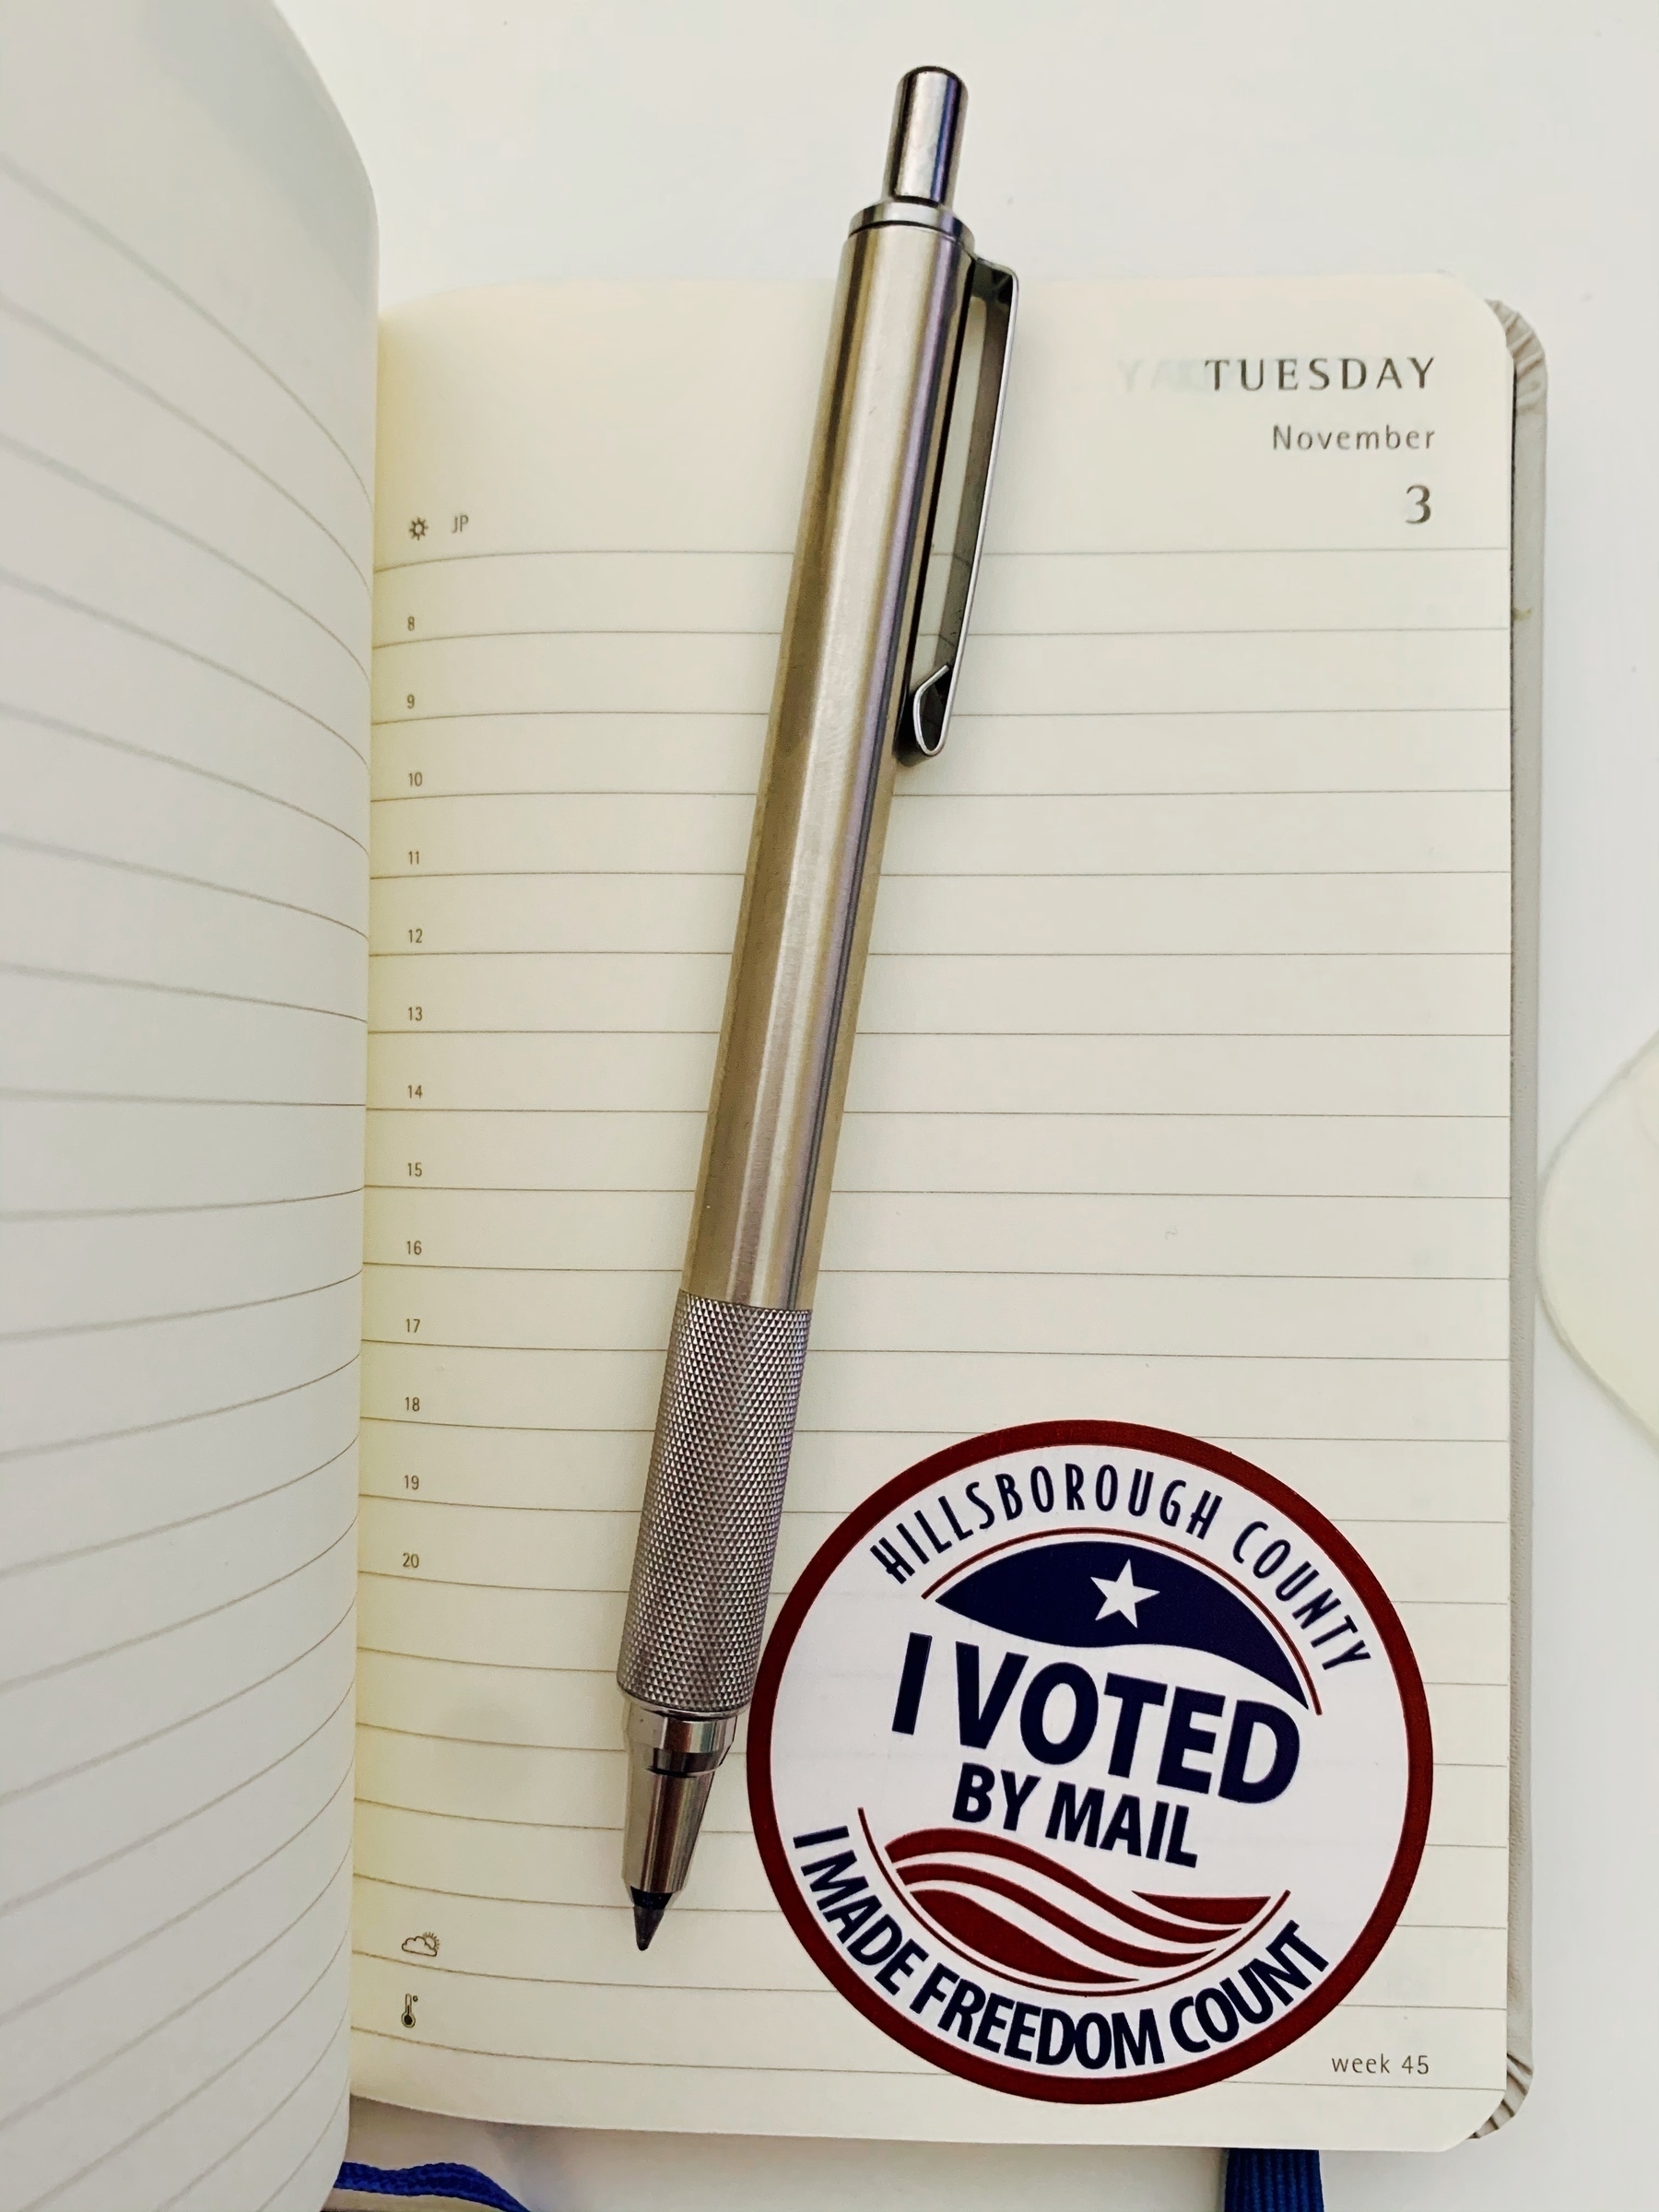 TUESDAY
November
3
JP
8
9
10
11
12
13
14
15
16
17
18
19
20
HILLSBOROUGH COUNTY
I VOTED
BY MAIL
I MADE FREEDOM COUNT
week 45